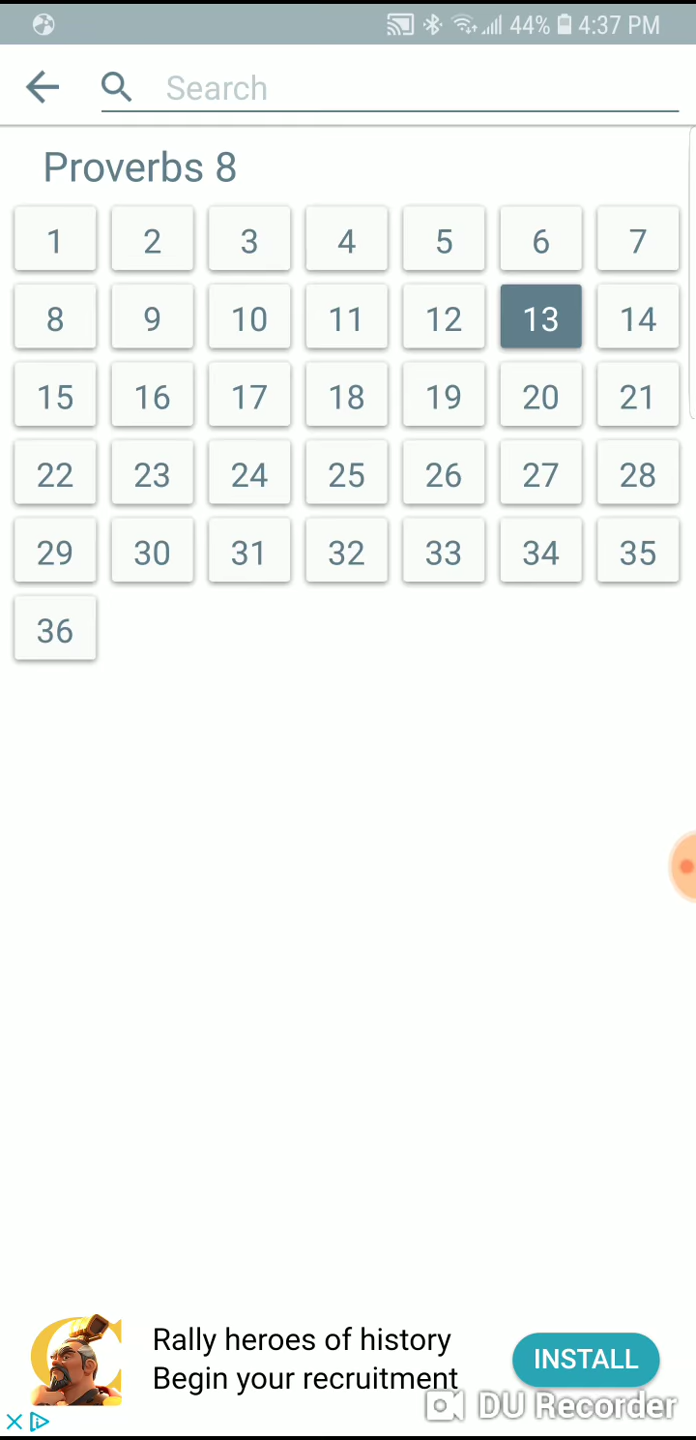 44% 4:37 PM
Search
Proverbs 8
1 2 3 4 5 6 7
8 9 10 11 12 13 14
15 16 17 18 19 20 21
22 23 24 25 26 27 28
29 30 31 32 33 34 35
36
Rally heroes of history
Begin your recruitment
INSTALL
DU Recorder